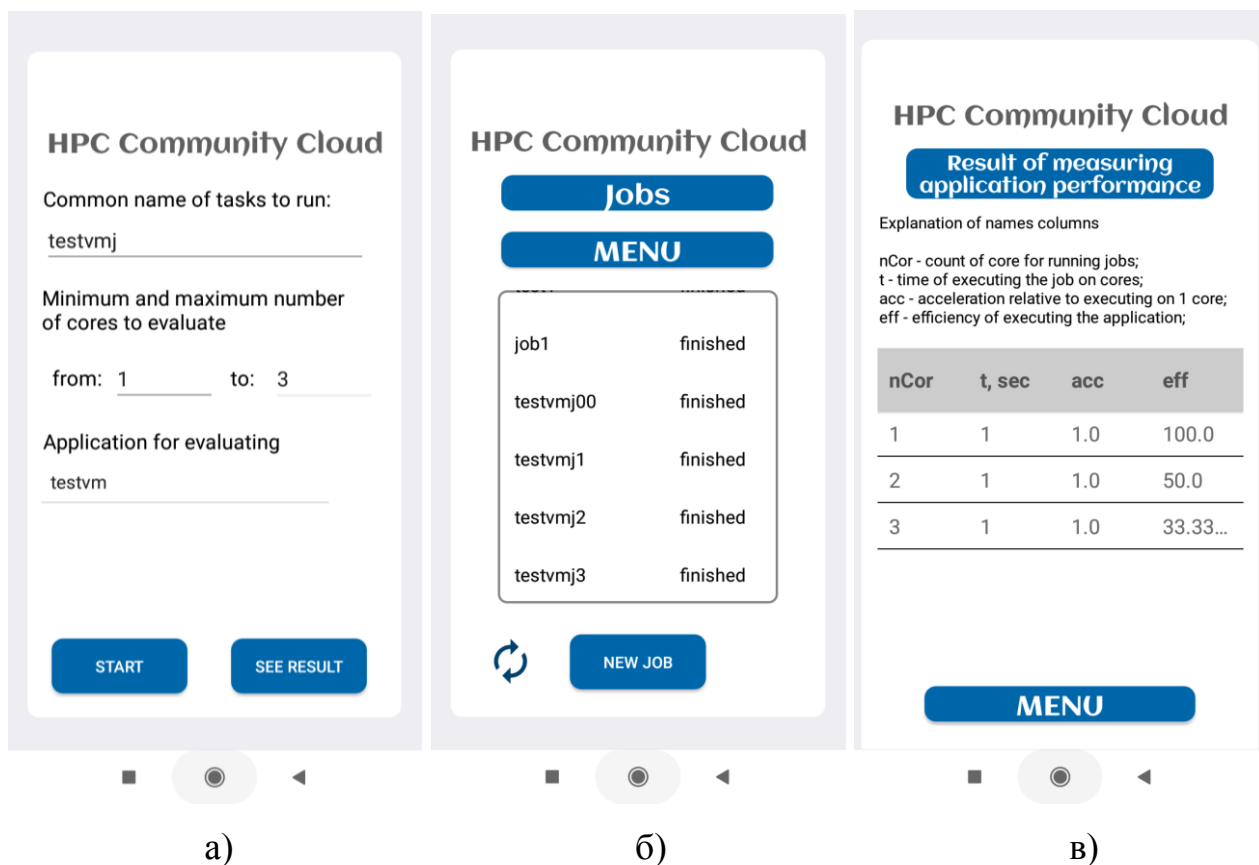 HPC Community Cloud
Common name of tasks to run:
testvmj
Minimum and maximum number
of cores to evaluate
from: 1 to: 3
Application for evaluating
testvm
START SEE RESULT
а)
HPC Community Cloud
Jobs
MENU
job1 finished
testvmj00 finished
testvmj1 finished
testvmj2 finished
testvmj3 finished
NEW JOB
б)
HPC Community Cloud
Result of measuring
application performance
Explanation of names columns
nCor - count of core for running jobs;
t - time of executing the job on cores;
acc - acceleration relative to executing on 1 core;
eff - efficiency of executing the application;
nCor t, sec acc eff
1 1 1.0 100.0
2 1 1.0 50.0
3 1 1.0 33.33...
MENU
в)